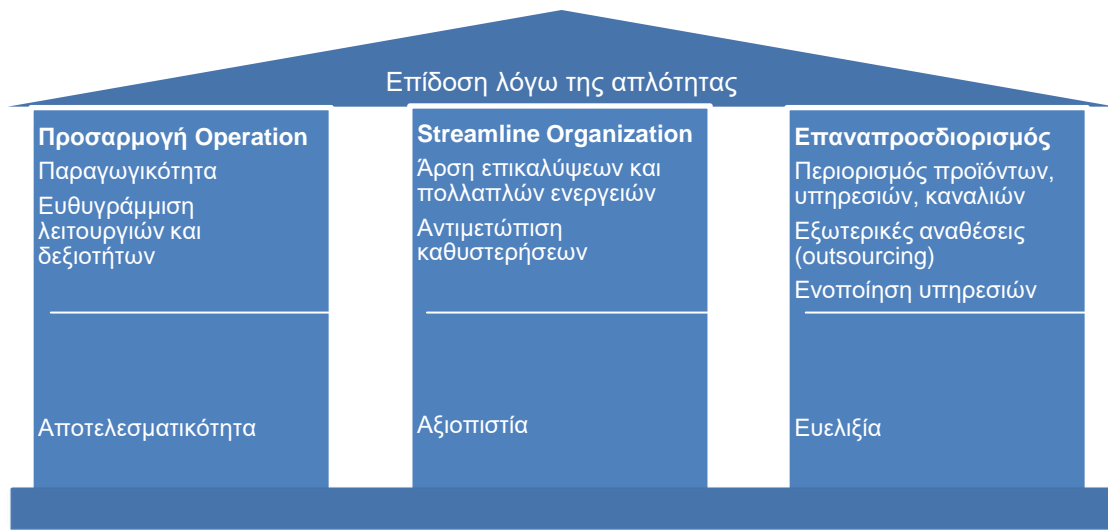 Επίδοση λόγω της απλότητας
Προσαρμογή Operation
Παραγωγικότητα
Ευθυγράμμιση
λειτουργιών και
δεξιοτήτων
Αποτελεσματικότητα
Streamline Organization
Άρση επικαλύψεων και
πολλαπλών ενεργειών
Αντιμετώπιση
καθυστερήσεων
Αξιοπιστία
Επαναπροσδιορισμός
Περιορισμός προϊόντων,
υπηρεσιών, καναλιών
Εξωτερικές αναθέσεις
(outsourcing)
Ενοποίηση υπηρεσιών
Ευελιξία